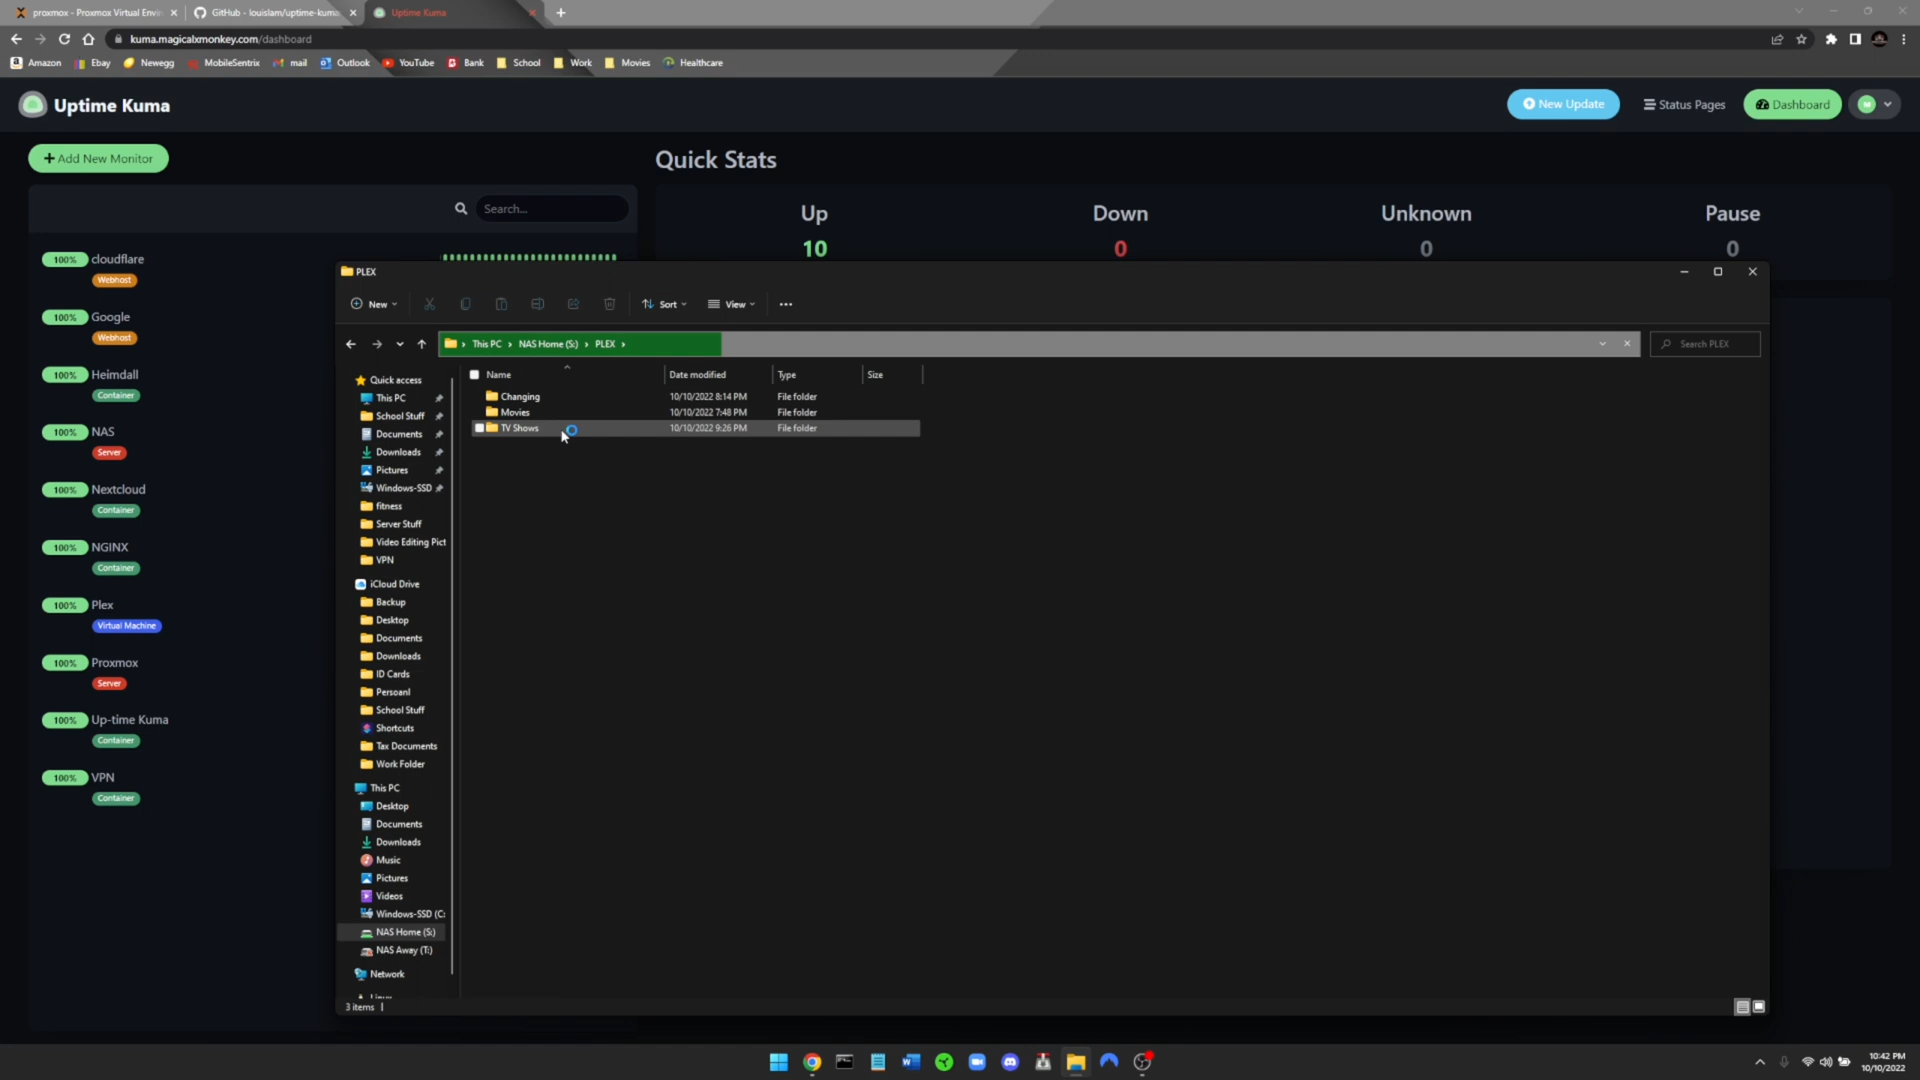 proxmox - Proxmox Virtual Envir
GitHub - louislam/uptime-kuma
Uptime Kuma
kuma.magicalxmonkey.com/dashboard
Amazon
Ebay
Newegg
MobileSentrix
mail
Outlook
YouTube
Bank
School
Work
Movies
Healthcare
Uptime Kuma
New Update
Status Pages
Dashboard
M
+ Add New Monitor
Search...
Quick Stats
Up
Down
Unknown
Pause
10
0
0
0
100% cloudflare
Webhost
100% Google
Webhost
100% Heimdall
Container
100% NAS
Server
100% Nextcloud
Container
100% NGINX
Container
100% Plex
Virtual Machine
100% Proxmox
Server
100% Up-time Kuma
Container
100% VPN
Container
PLEX
New
Sort
View
This PC > NAS Home (S:) > PLEX >
Search PLEX
Name
Date modified
Type
Size
Changing 10/10/2022 8:14 PM File folder
Movies 10/10/2022 7:48 PM File folder
TV Shows 10/10/2022 9:26 PM File folder
Quick access
This PC
School Stuff
Documents
Downloads
Pictures
Windows-SSD
fitness
Server Stuff
Video Editing Pict
VPN
iCloud Drive
Backup
Desktop
Documents
Downloads
ID Cards
Persoanl
School Stuff
Shortcuts
Tax Documents
Work Folder
This PC
Desktop
Documents
Downloads
Music
Pictures
Videos
Windows-SSD (C:
NAS Home (S:)
NAS Away (T:)
Network
Linux
3 items
10:42 PM
10/10/2022